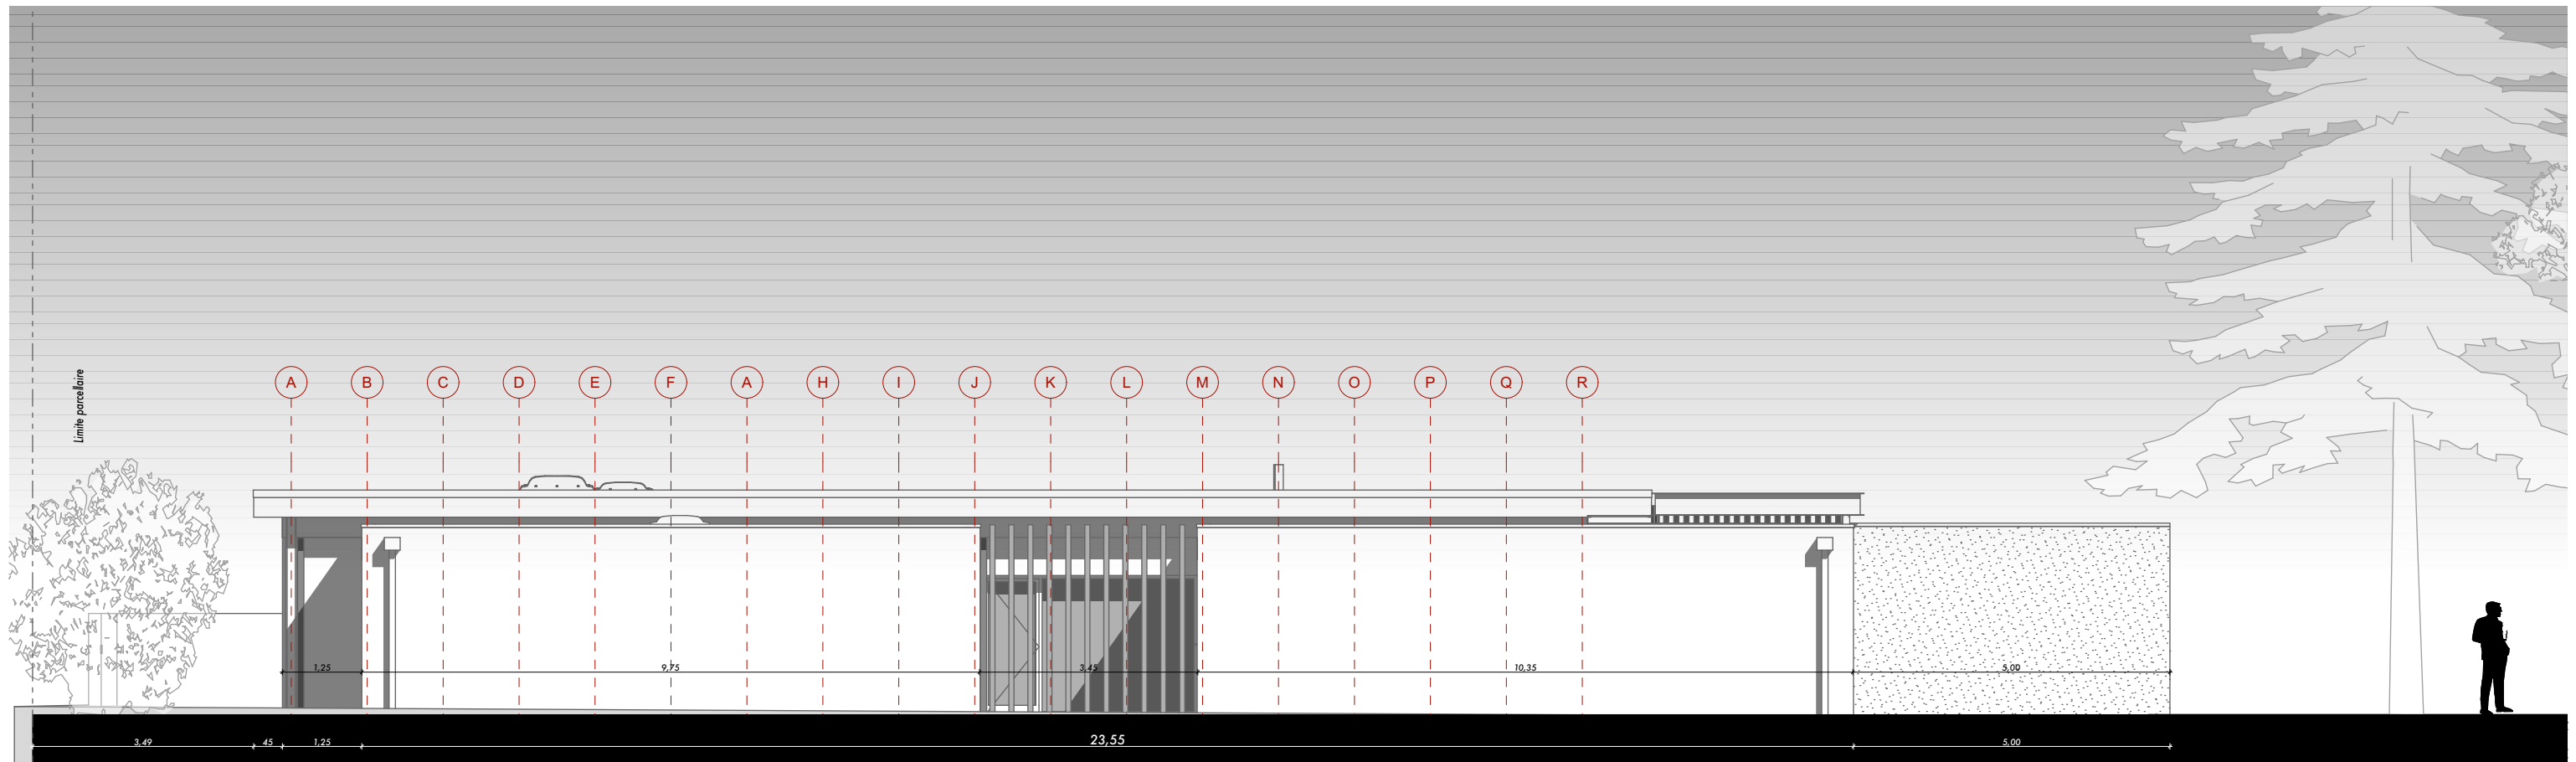 Limite parcellaire
A B C D E F A H I J K L M N O P Q R
1,25 9,75 3,45 10,35 5,00
3,49 45 1,25 23,55 5,00